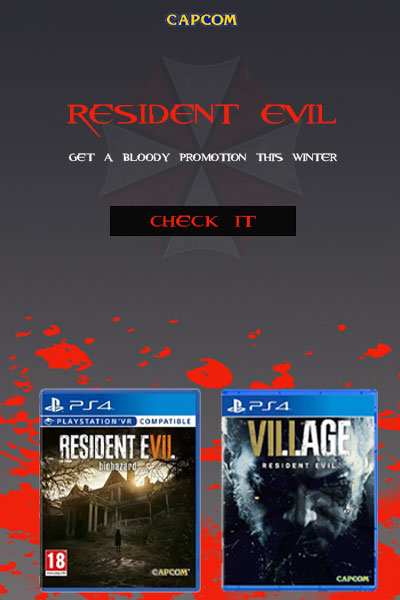 CAPCOM
RESIDENT EVIL
GET A BLOODY PROMOTION THIS WINTER
CHECK IT
PS4
PLAYSTATION®VR COMPATIBLE
RESIDENT EVIL
biohazard
18
CAPCOM
PS4
VILLAGE
RESIDENT EVIL
CAPCOM